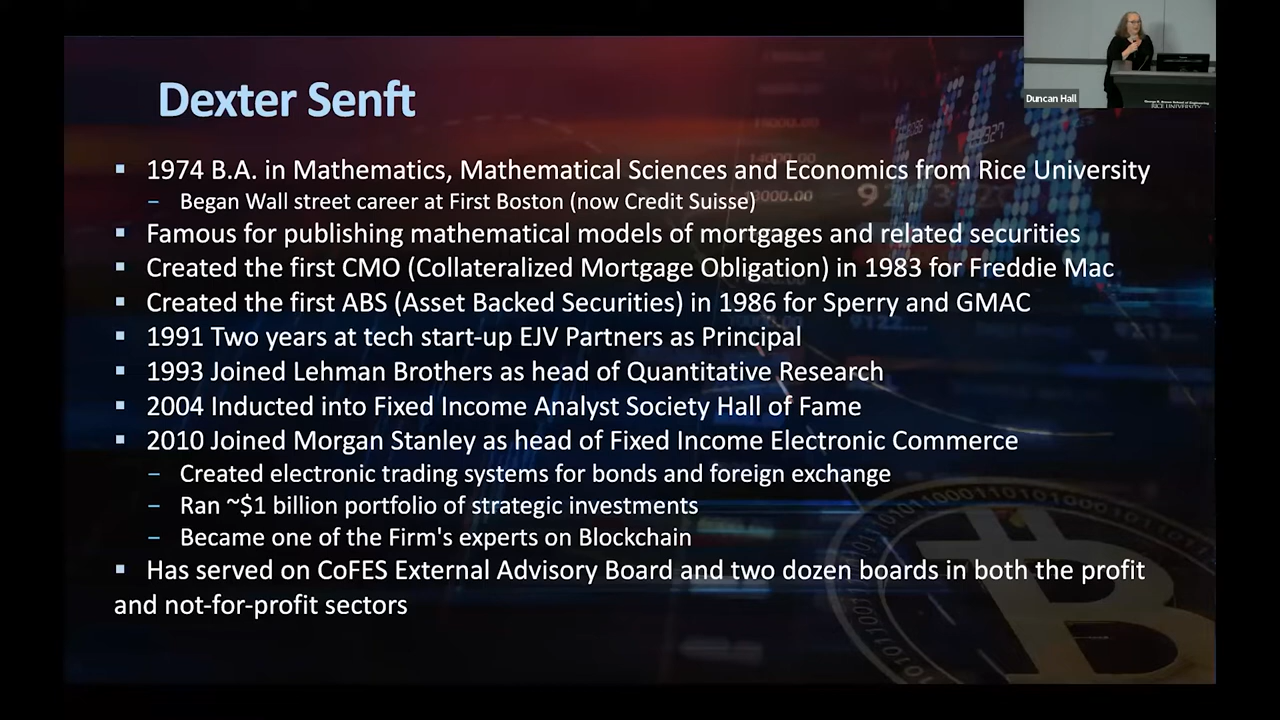 Dexter Senft
Duncan Hall
George R. Brown School of Engineering
RICE UNIVERSITY
▪ 1974 B.A. in Mathematics, Mathematical Sciences and Economics from Rice University
– Began Wall street career at First Boston (now Credit Suisse)
▪ Famous for publishing mathematical models of mortgages and related securities
▪ Created the first CMO (Collateralized Mortgage Obligation) in 1983 for Freddie Mac
▪ Created the first ABS (Asset Backed Securities) in 1986 for Sperry and GMAC
▪ 1991 Two years at tech start-up EJV Partners as Principal
▪ 1993 Joined Lehman Brothers as head of Quantitative Research
▪ 2004 Inducted into Fixed Income Analyst Society Hall of Fame
▪ 2010 Joined Morgan Stanley as head of Fixed Income Electronic Commerce
– Created electronic trading systems for bonds and foreign exchange
– Ran ~$1 billion portfolio of strategic investments
– Became one of the Firm's experts on Blockchain
▪ Has served on CoFES External Advisory Board and two dozen boards in both the profit
and not-for-profit sectors